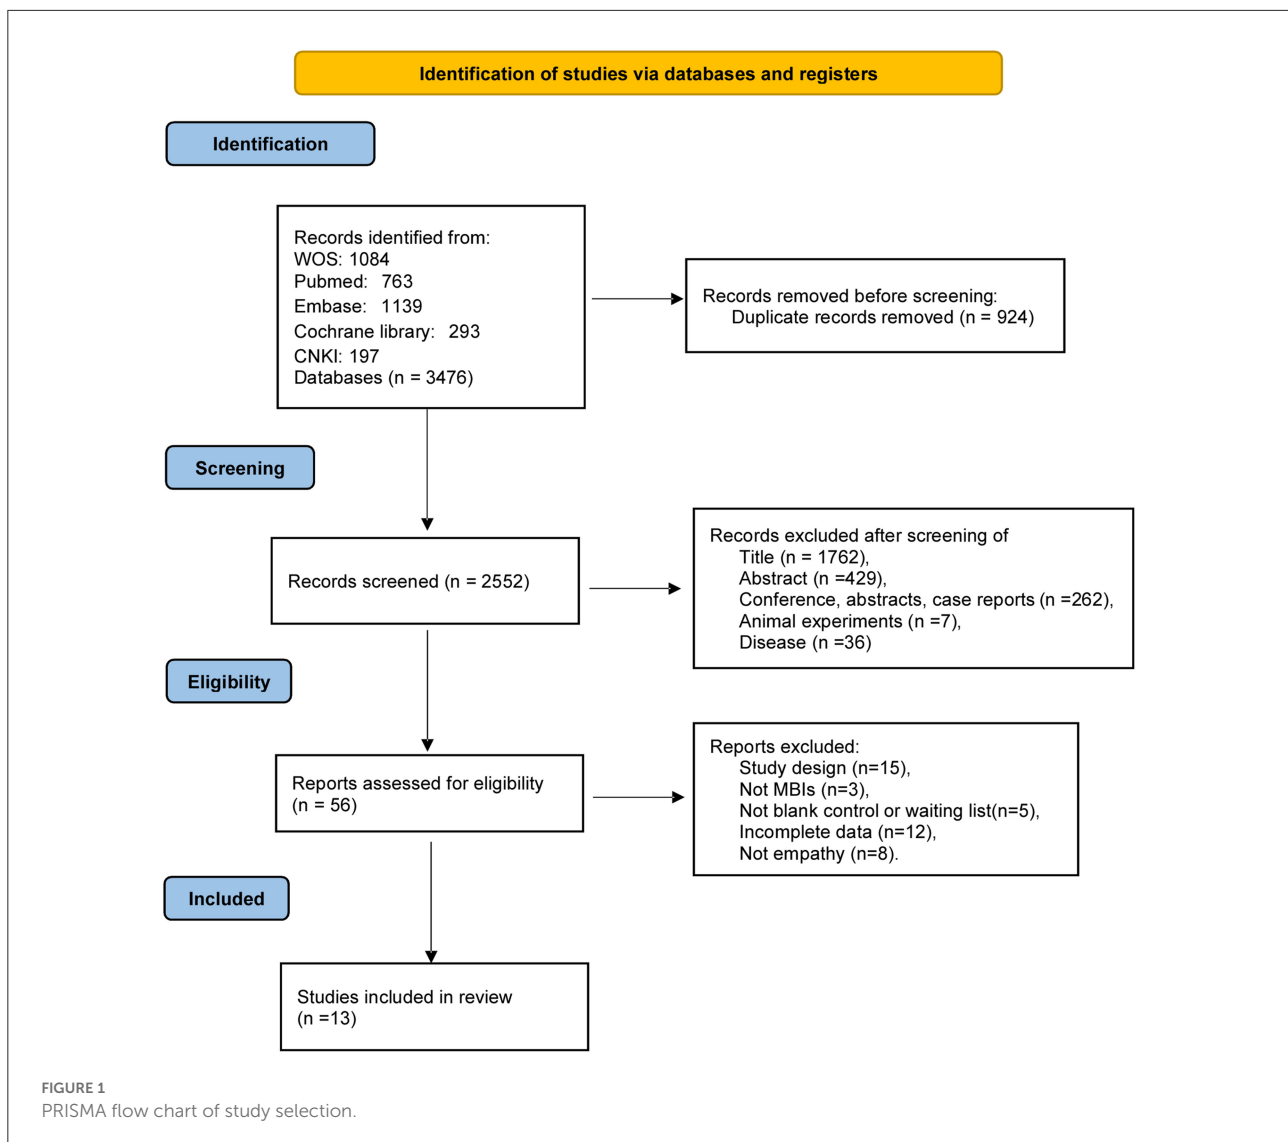 Identification of studies via databases and registers
Identification
Records identified from:
WOS: 1084
Pubmed: 763
Embase: 1139
Cochrane library: 293
CNKI: 197
Databases (n = 3476)
Records removed before screening:
Duplicate records removed (n = 924)
Screening
Records screened (n = 2552)
Records excluded after screening of
Title (n = 1762),
Abstract (n =429),
Conference, abstracts, case reports (n =262),
Animal experiments (n =7),
Disease (n =36)
Eligibility
Reports assessed for eligibility
(n = 56)
Reports excluded:
Study design (n=15),
Not MBIs (n=3),
Not blank control or waiting list(n=5),
Incomplete data (n=12),
Not empathy (n=8).
Included
Studies included in review
(n =13)
FIGURE 1
PRISMA flow chart of study selection.